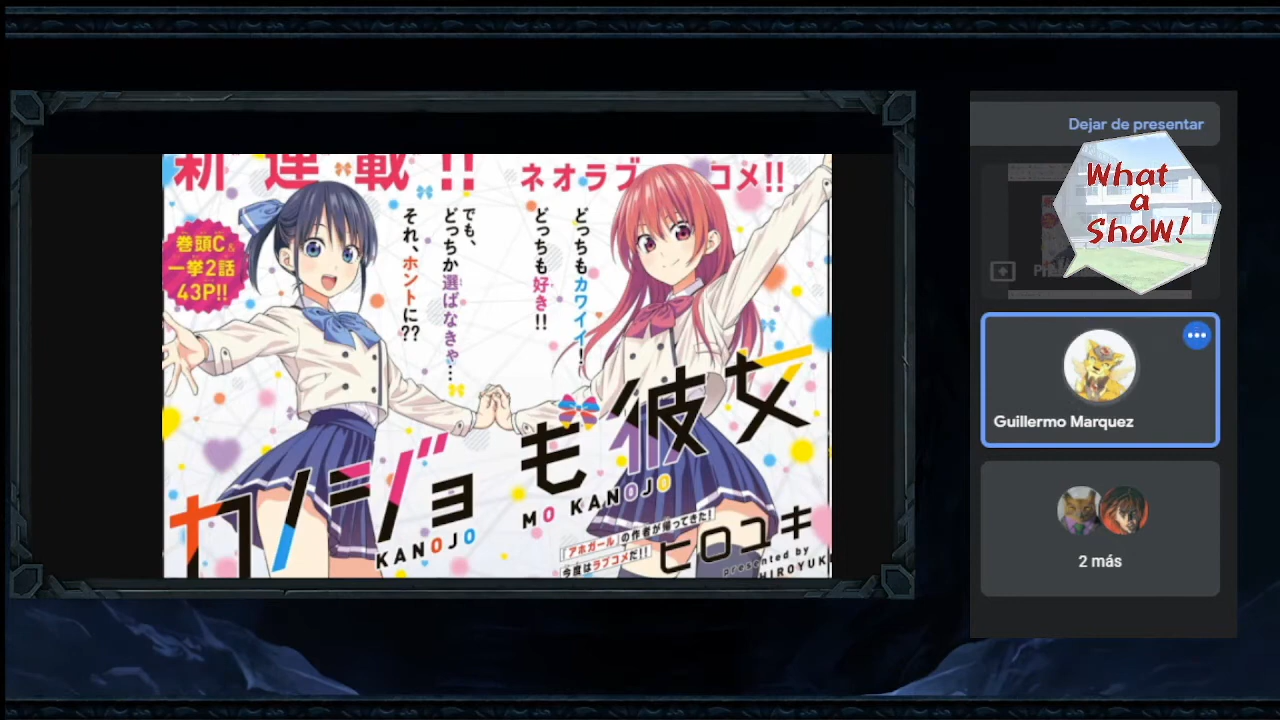 新連載!!
ネオラブコメ!!
巻頭C&
一挙2話
43P!!
どっちもカワイイ!
どっちも好き!!
でも、
どっちか選ばなきゃ…
それ、ホントに??
カノジョも彼女
KANOJO MO KANOJO
『アホガール』の作者が帰ってきた!
今度はラブコメだ!!
ヒロユキ
presented by
HIROYUKI
Dejar de presentar
What
a
ShoW!
Guillermo Marquez
2 más